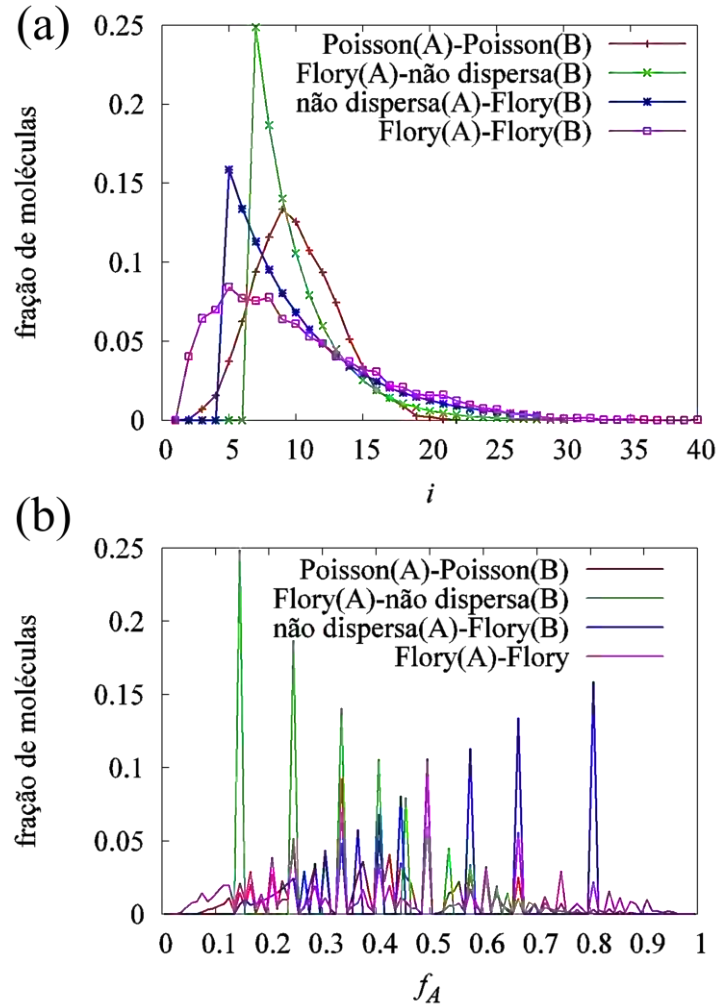 (a)
fração de moléculas
0.25
0.2
0.15
0.1
0.05
0
Poisson(A)-Poisson(B)
Flory(A)-não dispersa(B)
não dispersa(A)-Flory(B)
Flory(A)-Flory(B)
0 5 10 15 20 25 30 35 40
i
(b)
fração de moléculas
0.25
0.2
0.15
0.1
0.05
0
Poisson(A)-Poisson(B)
Flory(A)-não dispersa(B)
não dispersa(A)-Flory(B)
Flory(A)-Flory
0 0.1 0.2 0.3 0.4 0.5 0.6 0.7 0.8 0.9 1
f_A